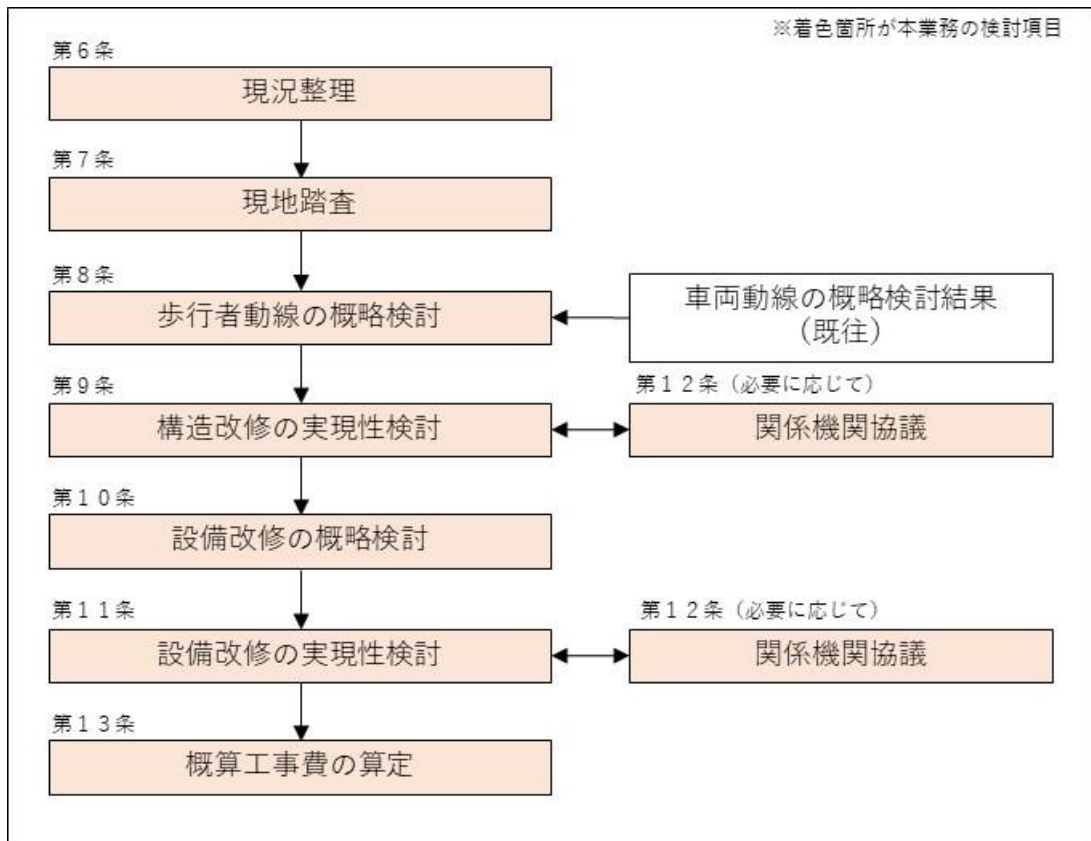 ※着色箇所が本業務の検討項目
第６条
現況整理
第７条
現地踏査
第８条
歩行者動線の概略検討
車両動線の概略検討結果
（既往）
第９条
構造改修の実現性検討
第１２条（必要に応じて）
関係機関協議
第１０条
設備改修の概略検討
第１１条
設備改修の実現性検討
第１２条（必要に応じて）
関係機関協議
第１３条
概算工事費の算定